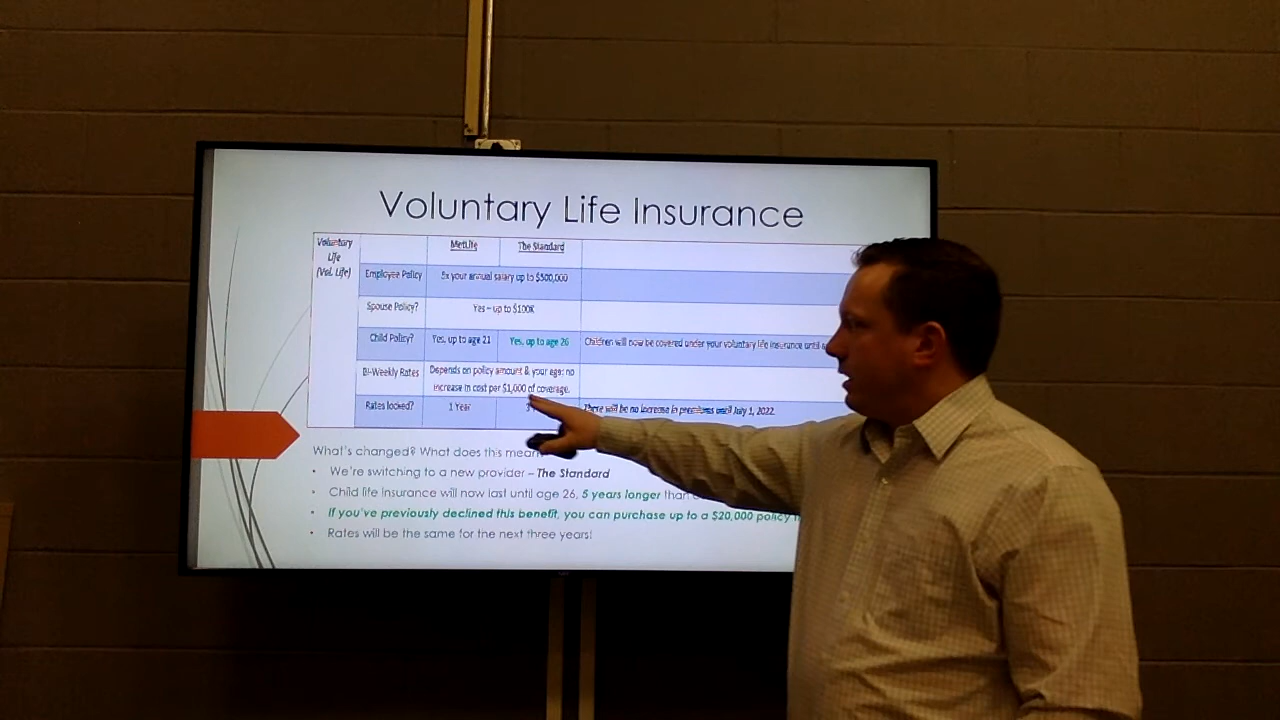 Voluntary Life Insurance
Voluntary
Life
(Vol. Life)
MetLife
The Standard
Employee Policy
5x your annual salary up to $500,000
Spouse Policy?
Yes – up to $100K
Child Policy?
Yes, up to age 21
Yes, up to age 26
Children will now be covered under your voluntary life insurance until
Bi-Weekly Rates
Depends on policy amount & your age; no
increase in cost per $1,000 of coverage.
Rates locked?
1 Year
3
There will be no increase in premiums until July 1, 2022
What's changed? What does this mean
• We're switching to a new provider – The Standard
• Child life insurance will now last until age 26, 5 years longer than
• If you've previously declined this benefit, you can purchase up to a $20,000 policy
• Rates will be the same for the next three years!